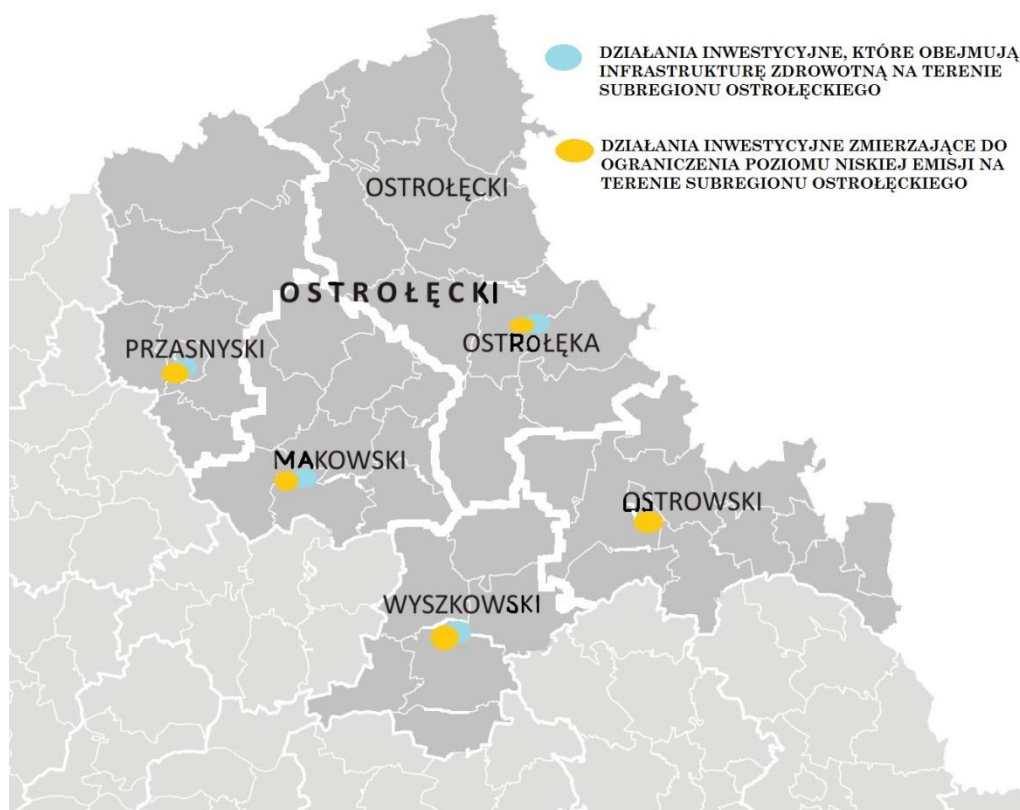 DZIAŁANIA INWESTYCYJNE, KTÓRE OBEJMUJĄ
INFRASTRUKTURĘ ZDROWOTNĄ NA TERENIE
SUBREGIONU OSTROŁĘCKIEGO
DZIAŁANIA INWESTYCYJNE ZMIERZAJĄCE DO
OGRANICZENIA POZIOMU NISKIEJ EMISJI NA
TERENIE SUBREGIONU OSTROŁĘCKIEGO
OSTROŁĘCKI
OSTROŁĘCKI
OSTROŁĘKA
PRZASNYSKI
MAKOWSKI
OSTROWSKI
WYSZKOWSKI